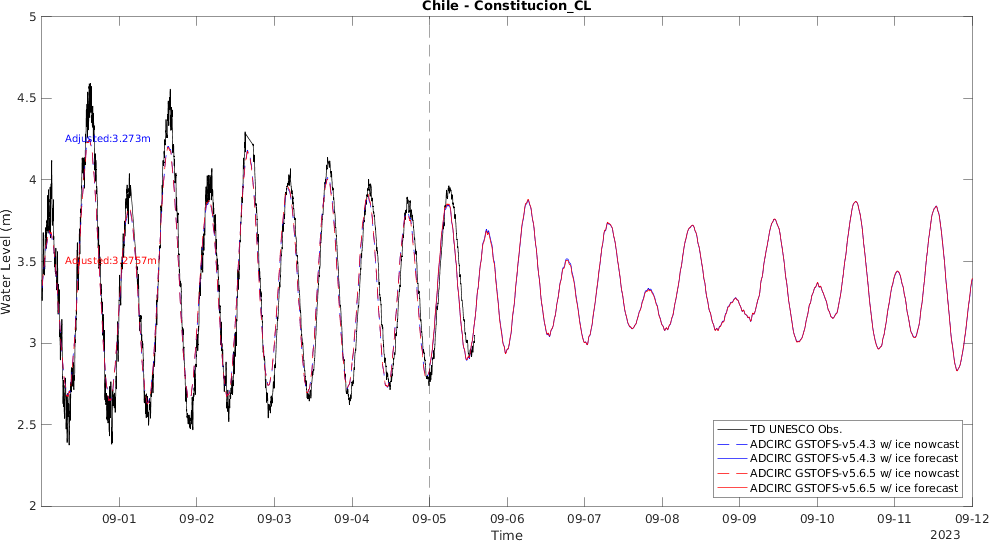 Chile - Constitucion_CL
5
4.5
4
3.5
3
2.5
2
Water Level (m)
Adjusted:3.273m
Adjusted:3.2757m
TD UNESCO Obs.
ADCIRC GSTOFS-v5.4.3 w/ ice nowcast
ADCIRC GSTOFS-v5.4.3 w/ ice forecast
ADCIRC GSTOFS-v5.6.5 w/ ice nowcast
ADCIRC GSTOFS-v5.6.5 w/ ice forecast
09-01 09-02 09-03 09-04 09-05 09-06 09-07 09-08 09-09 09-10 09-11 09-12
Time
2023